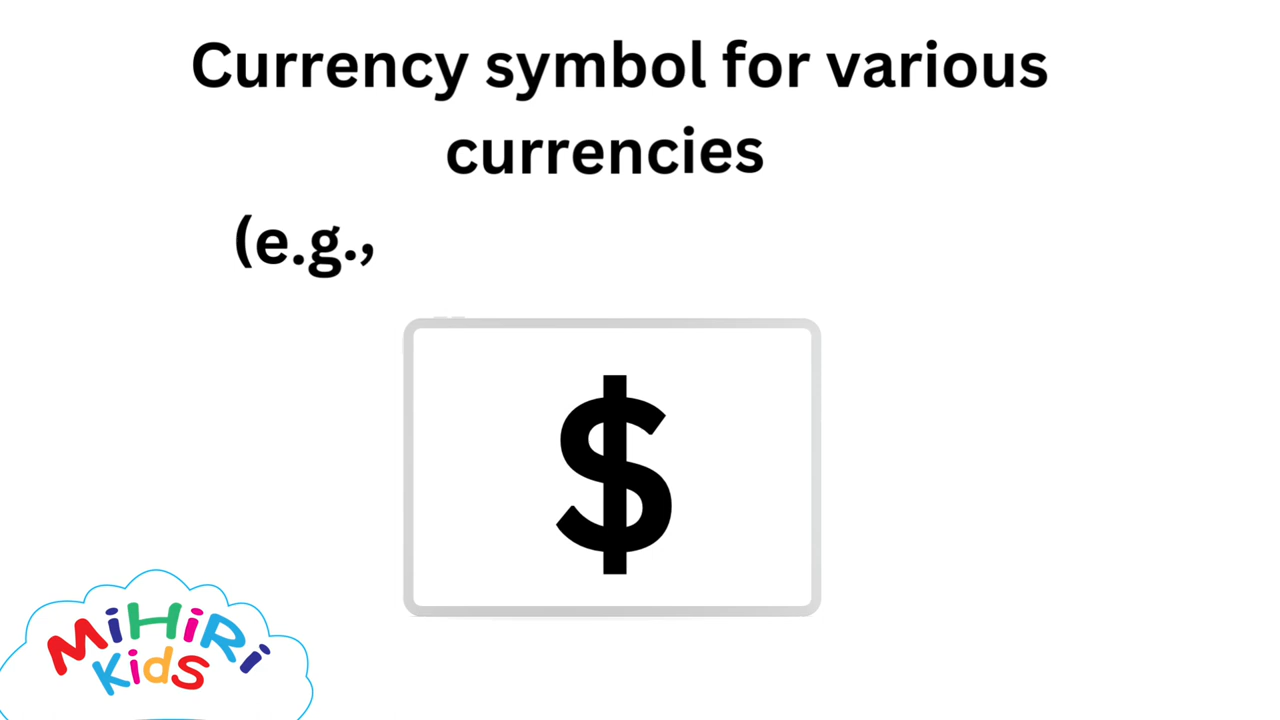 Currency symbol for various
currencies
(e.g.,
$
MiHiRi
Kids